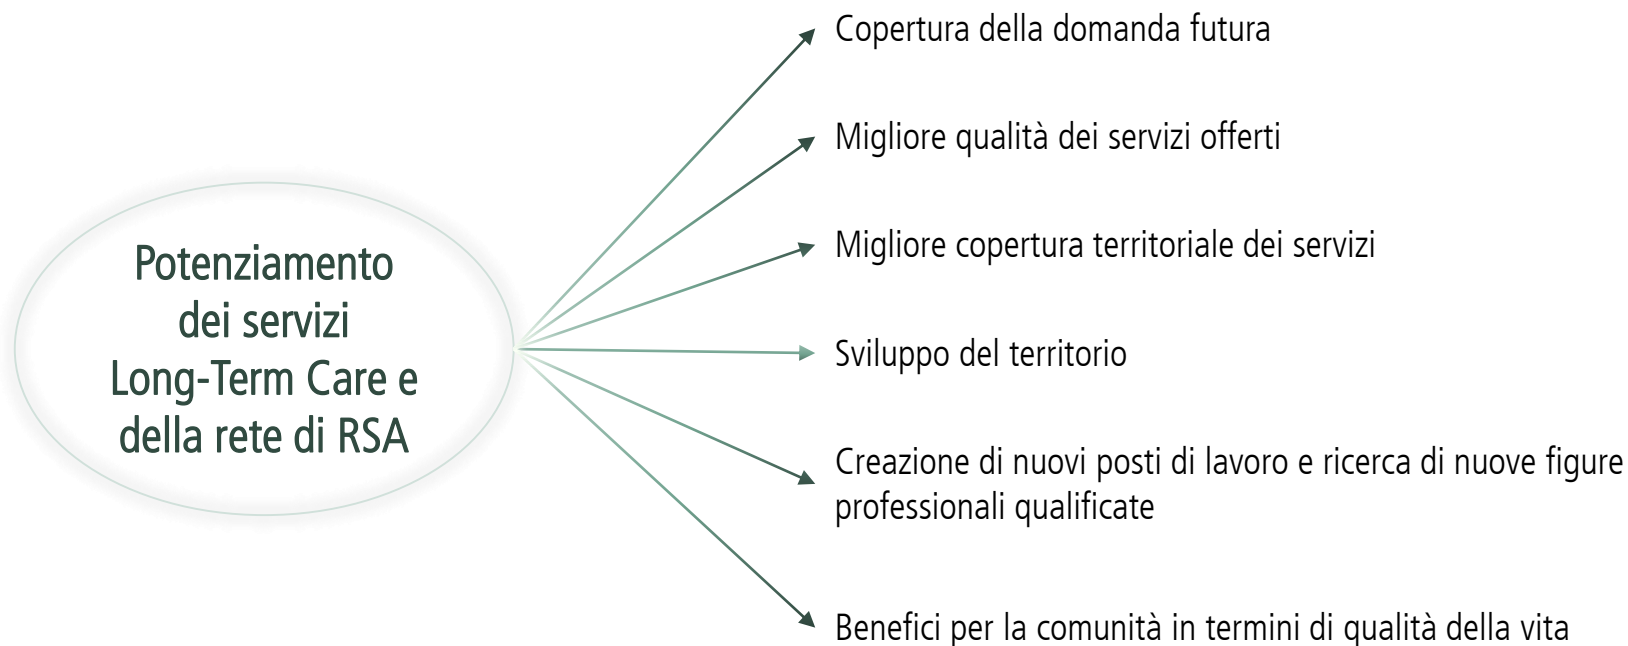 Potenziamento
dei servizi
Long-Term Care e
della rete di RSA
Copertura della domanda futura
Migliore qualità dei servizi offerti
Migliore copertura territoriale dei servizi
Sviluppo del territorio
Creazione di nuovi posti di lavoro e ricerca di nuove figure
professionali qualificate
Benefici per la comunità in termini di qualità della vita